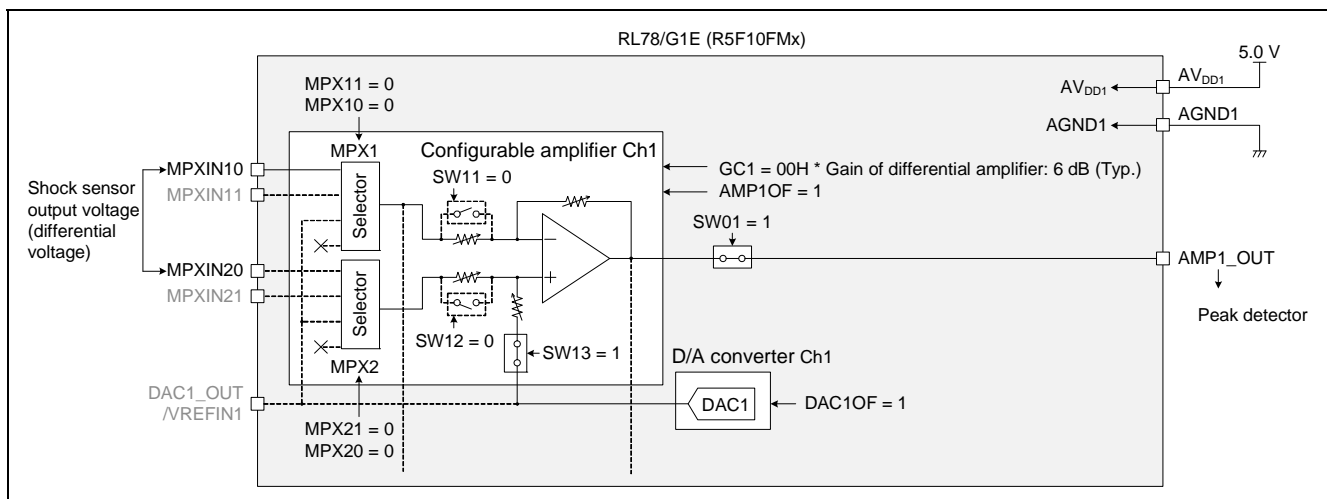 RL78/G1E (R5F10FMx)
5.0 V
AVDD1
AVDD1
AGND1
AGND1
MPX11 = 0
MPX10 = 0
MPX1
Configurable amplifier Ch1
GC1 = 00H * Gain of differential amplifier: 6 dB (Typ.)
AMP1OF = 1
MPXIN10
MPXIN11
Shock sensor
output voltage
(differential
voltage)
MPXIN20
MPXIN21
Selector
Selector
SW11 = 0
SW01 = 1
−
+
AMP1_OUT
Peak detector
SW12 = 0
SW13 = 1
MPX2
D/A converter Ch1
DAC1
DAC1OF = 1
DAC1_OUT
/VREFIN1
MPX21 = 0
MPX20 = 0